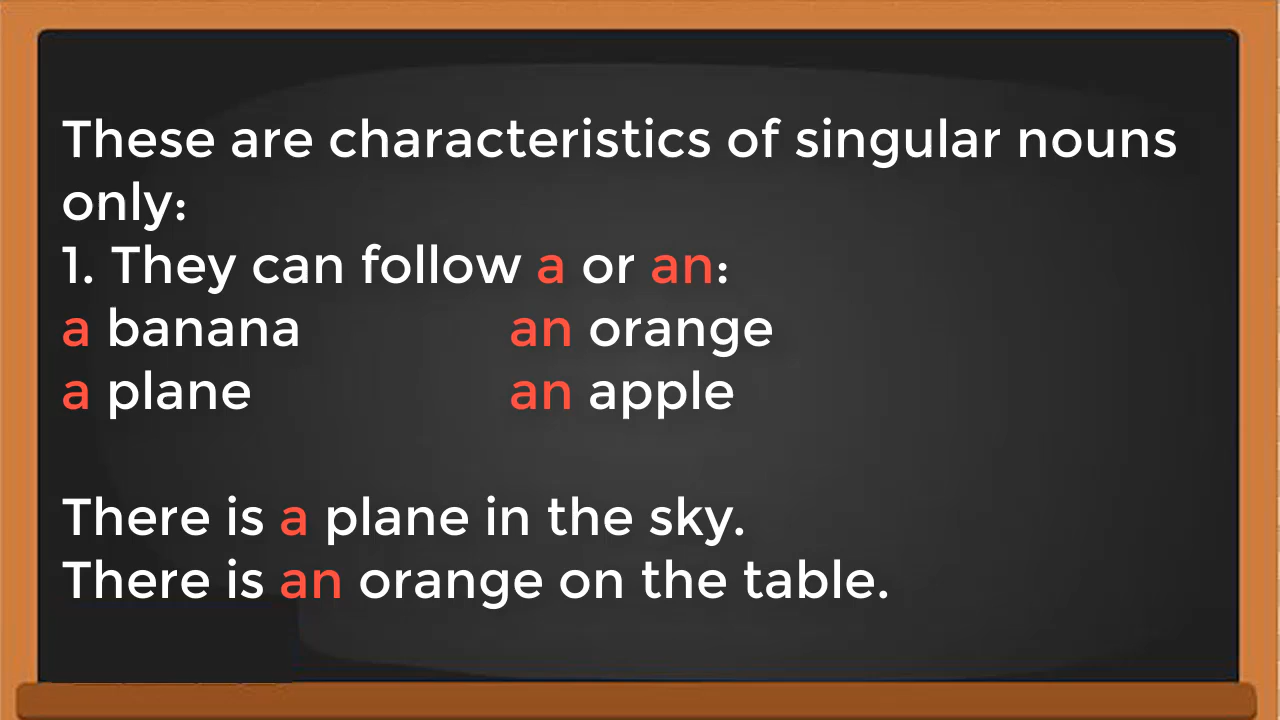 These are characteristics of singular nouns
only:
1. They can follow a or an:
a banana an orange
a plane an apple
There is a plane in the sky.
There is an orange on the table.